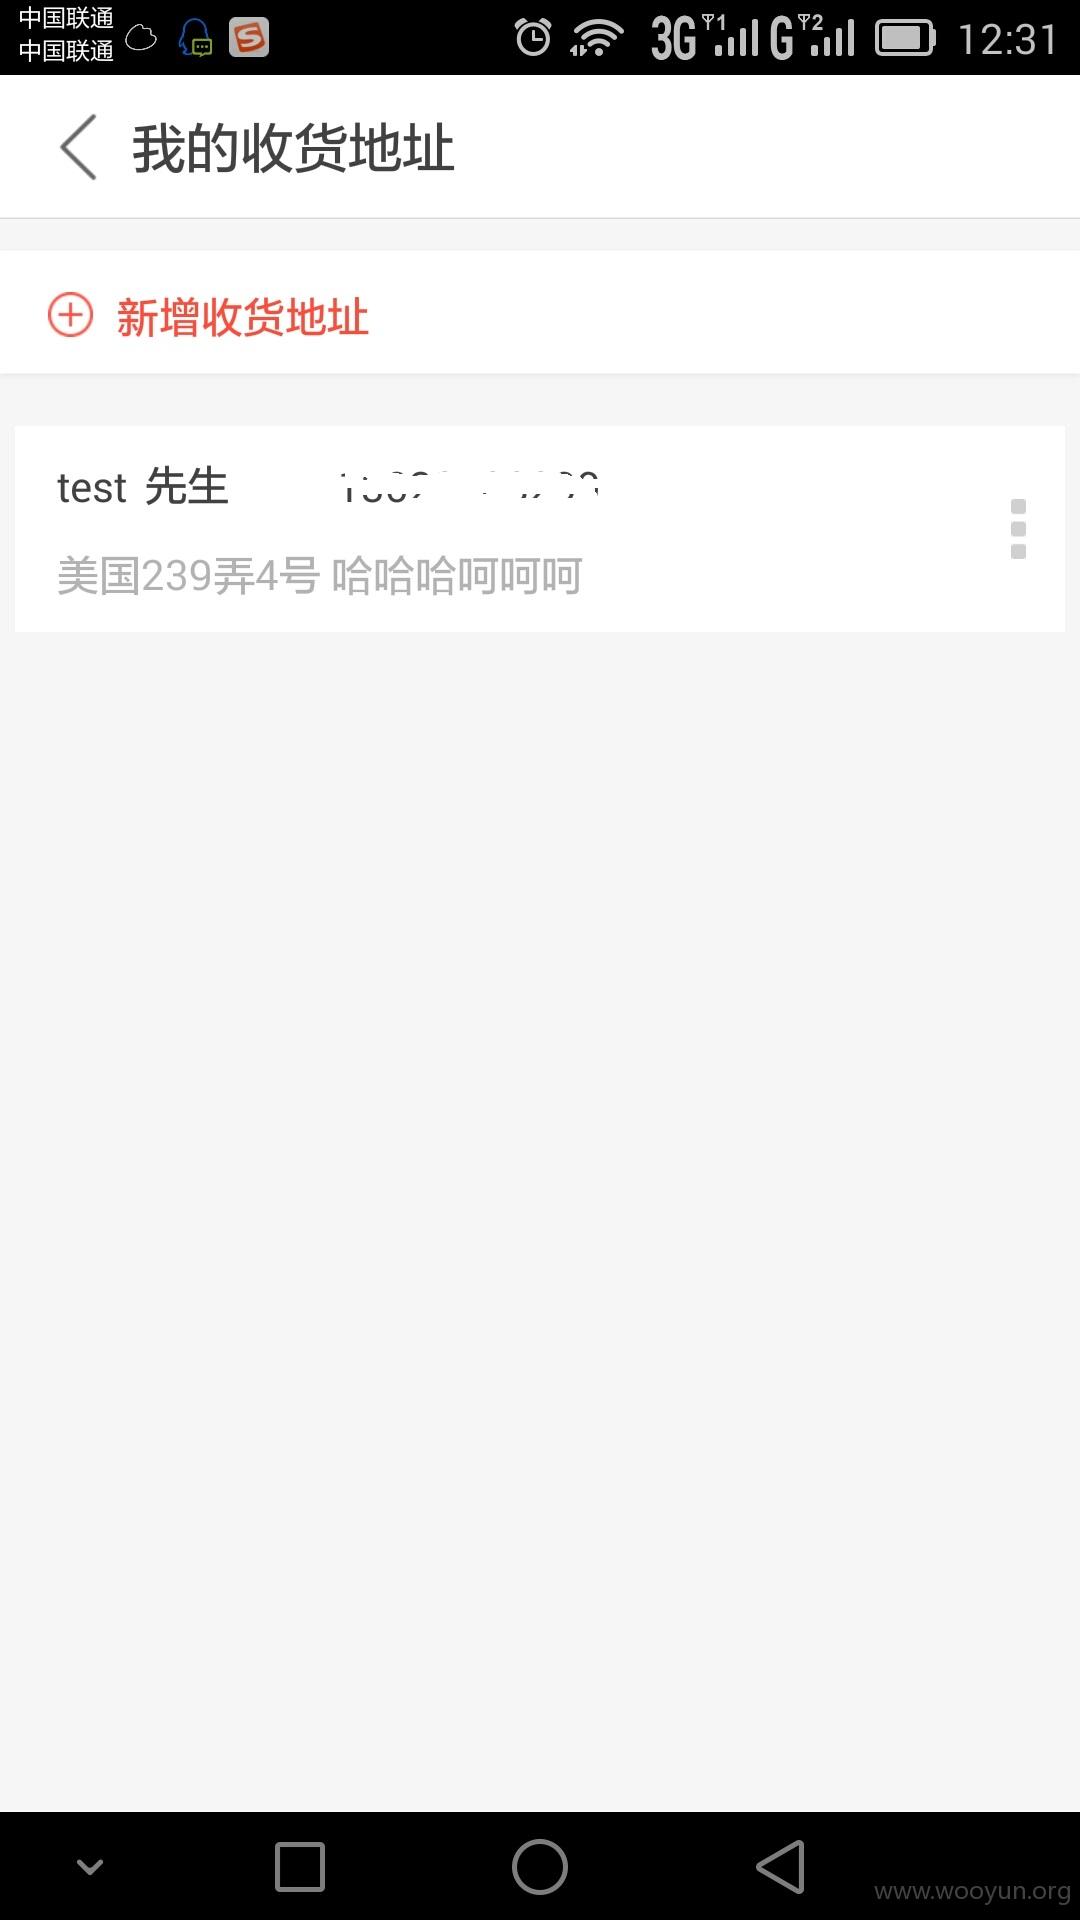 中国联通
中国联通
3G 1 G 2 12:31
我的收货地址
新增收货地址
test 先生
美国239弄4号 哈哈哈呵呵呵
www.wooyun.org